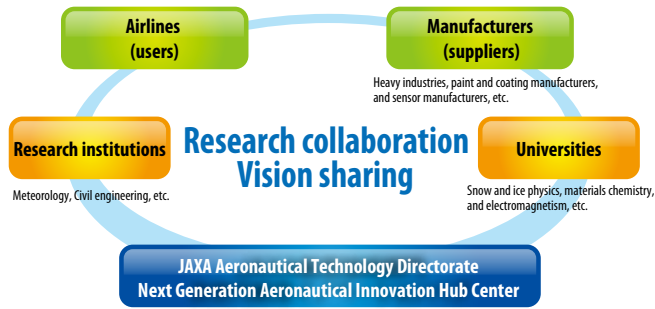 Airlines
(users)
Manufacturers
(suppliers)
Heavy industries, paint and coating manufacturers,
and sensor manufacturers, etc.
Research institutions
Meteorology, Civil engineering, etc.
Research collaboration
Vision sharing
Universities
Snow and ice physics, materials chemistry,
and electromagnetism, etc.
JAXA Aeronautical Technology Directorate
Next Generation Aeronautical Innovation Hub Center